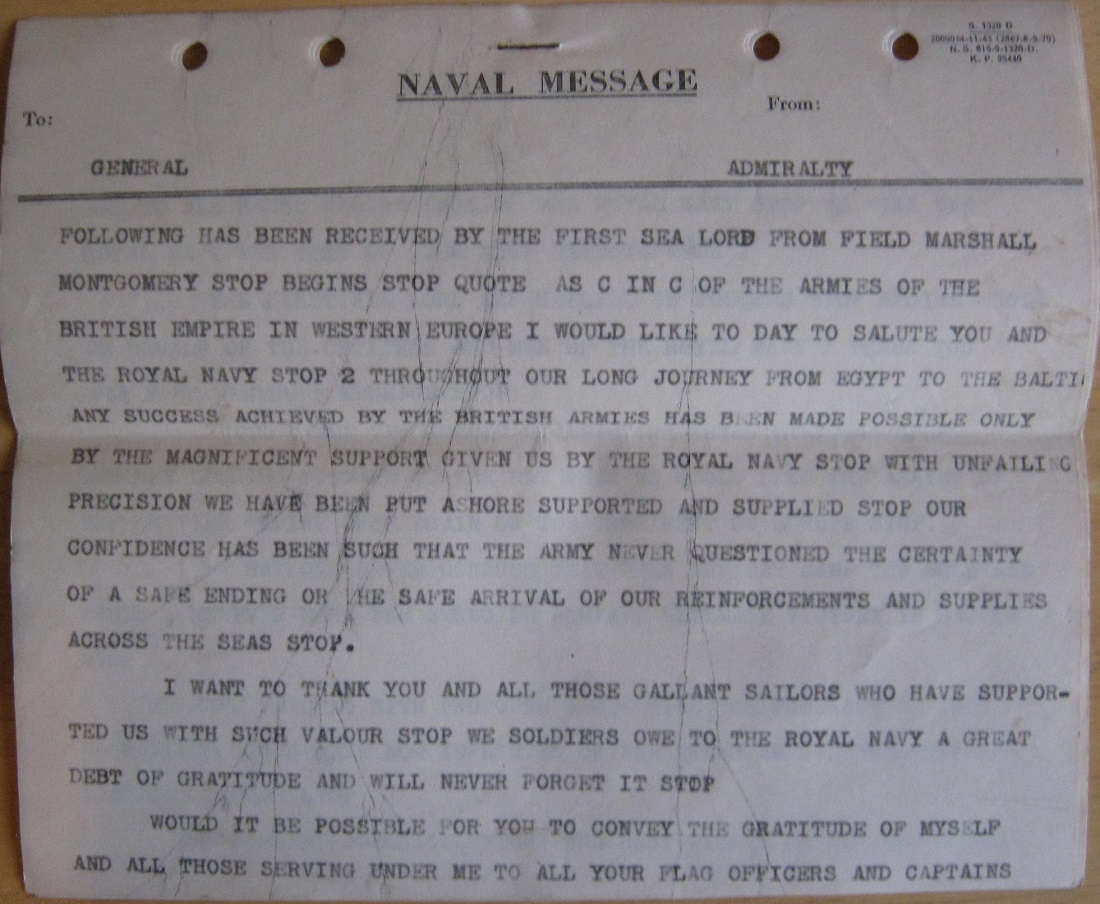 S. 1320 D
N. S. 815-9-1320-D.
K. P. 35449
NAVAL MESSAGE
To:
From:
GENERAL ADMIRALTY
FOLLOWING HAS BEEN RECEIVED BY THE FIRST SEA LORD FROM FIELD MARSHALL
MONTGOMERY STOP BEGINS STOP QUOTE AS C IN C OF THE ARMIES OF THE
BRITISH EMPIRE IN WESTERN EUROPE I WOULD LIKE TO DAY TO SALUTE YOU AND
THE ROYAL NAVY STOP 2 THROUGHOUT OUR LONG JOURNEY FROM EGYPT TO THE BALTI
ANY SUCCESS ACHIEVED BY THE BRITISH ARMIES HAS BEEN MADE POSSIBLE ONLY
BY THE MAGNIFICENT SUPPORT GIVEN US BY THE ROYAL NAVY STOP WITH UNFAILING
PRECISION WE HAVE BEEN PUT ASHORE SUPPORTED AND SUPPLIED STOP OUR
CONFIDENCE HAS BEEN SUCH THAT THE ARMY NEVER QUESTIONED THE CERTAINTY
OF A SAFE ENDING OR THE SAFE ARRIVAL OF OUR REINFORCEMENTS AND SUPPLIES
ACROSS THE SEAS STOP.
I WANT TO THANK YOU AND ALL THOSE GALLANT SAILORS WHO HAVE SUPPOR-
TED US WITH SUCH VALOUR STOP WE SOLDIERS OWE TO THE ROYAL NAVY A GREAT
DEBT OF GRATITUDE AND WILL NEVER FORGET IT STOP
WOULD IT BE POSSIBLE FOR YOU TO CONVEY THE GRATITUDE OF MYSELF
AND ALL THOSE SERVING UNDER ME TO ALL YOUR FLAG OFFICERS AND CAPTAINS